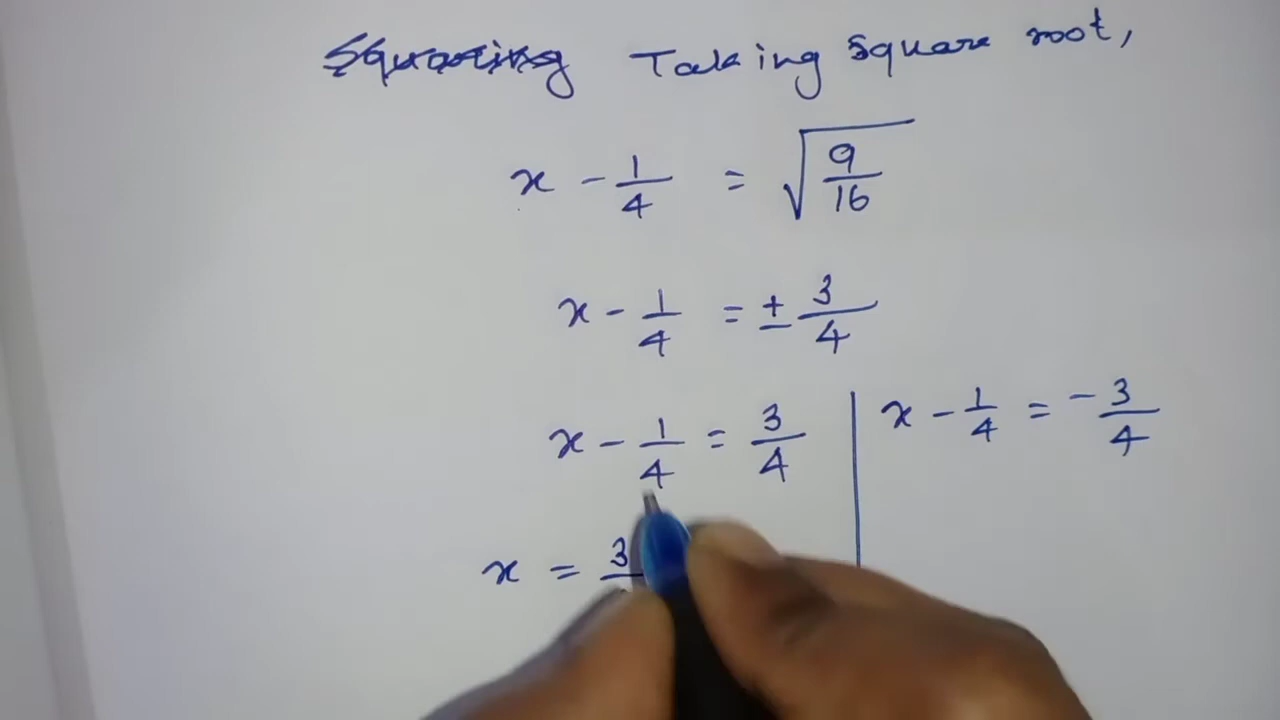 Squaring Taking square root,
x - 1/4 = √(9/16)
x - 1/4 = ± 3/4
x - 1/4 = 3/4 | x - 1/4 = - 3/4
x = 3